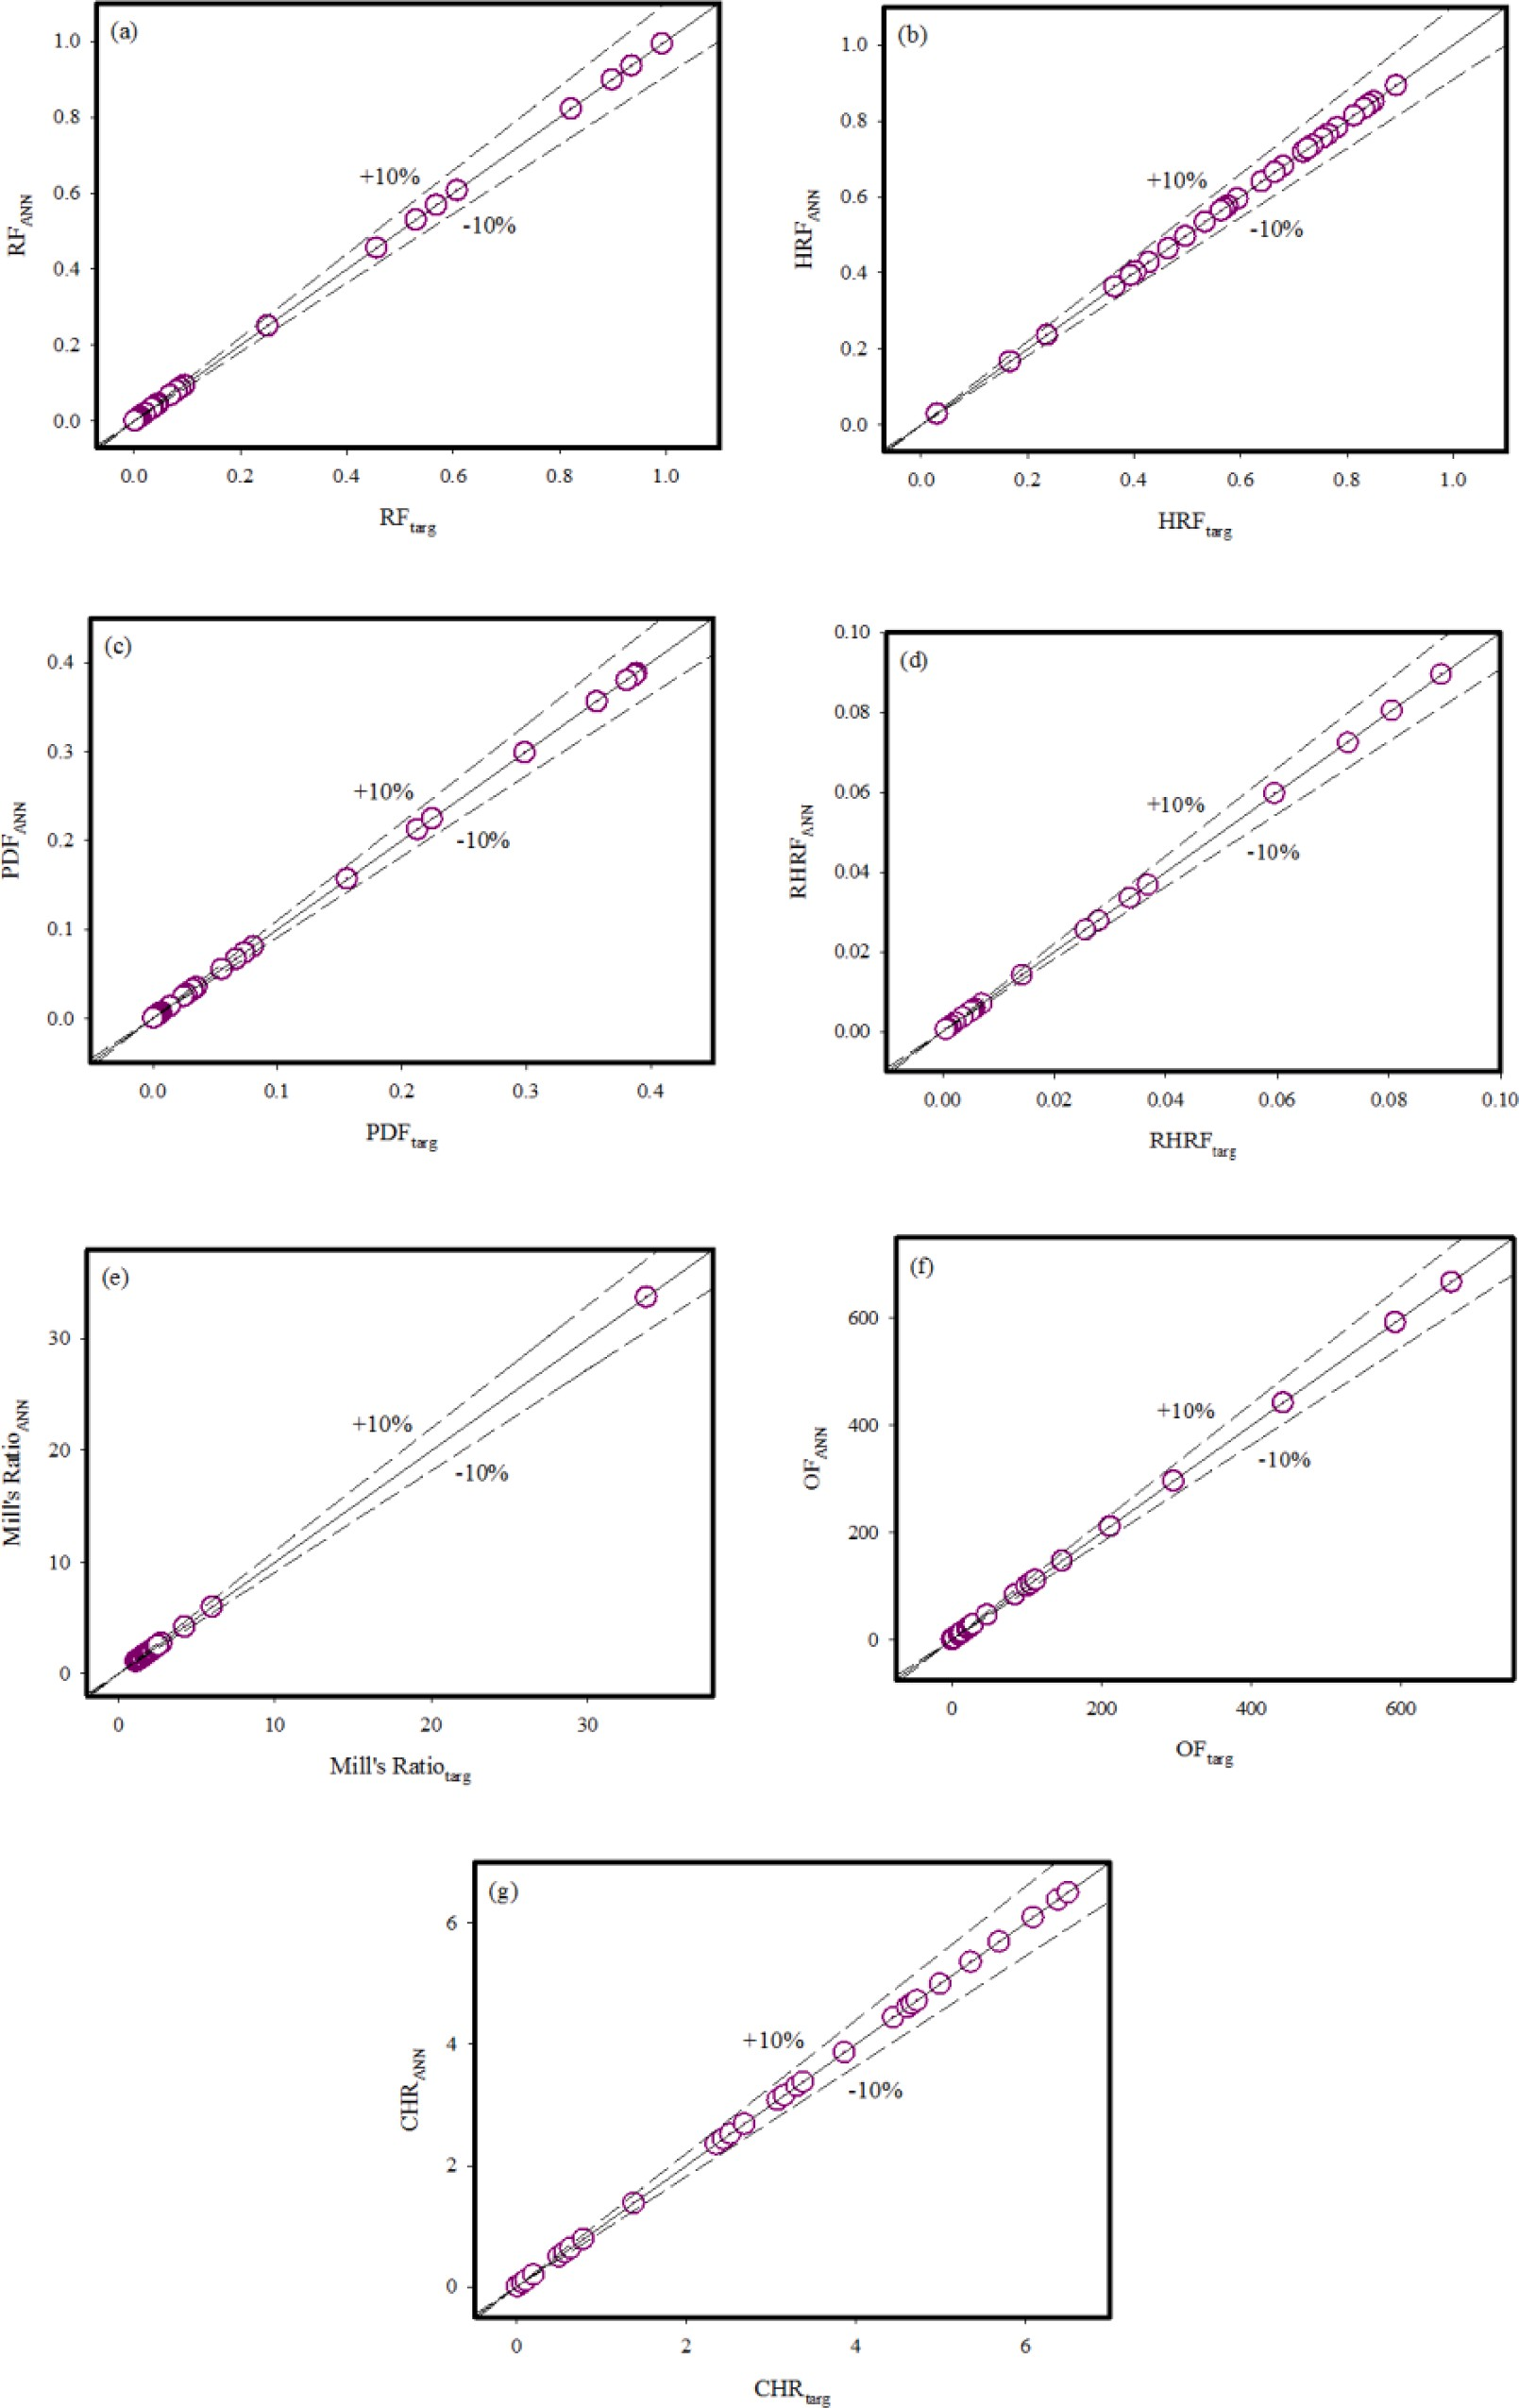 (a)
1.0
0.8
0.6
0.4
0.2
0.0
RF_ANN
+10%
-10%
0.0 0.2 0.4 0.6 0.8 1.0
RF_targ
(b)
1.0
0.8
0.6
0.4
0.2
0.0
HRF_ANN
+10%
-10%
0.0 0.2 0.4 0.6 0.8 1.0
HRF_targ
(c)
0.4
0.3
0.2
0.1
0.0
PDF_ANN
+10%
-10%
0.0 0.1 0.2 0.3 0.4
PDF_targ
(d)
0.10
0.08
0.06
0.04
0.02
0.00
RHRF_ANN
+10%
-10%
0.00 0.02 0.04 0.06 0.08 0.10
RHRF_targ
(e)
30
20
10
0
Mill's Ratio_ANN
+10%
-10%
0 10 20 30
Mill's Ratio_targ
(f)
600
400
200
0
OF_ANN
+10%
-10%
0 200 400 600
OF_targ
(g)
6
4
2
0
CHR_ANN
+10%
-10%
0 2 4 6
CHR_targ